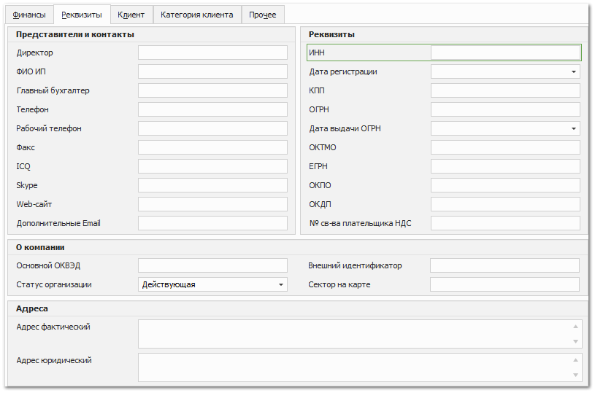 Финансы Реквизиты Клиент Категория клиента Прочее
Представители и контакты
Директор
ФИО ИП
Главный бухгалтер
Телефон
Рабочий телефон
Факс
ICQ
Skype
Web-сайт
Дополнительные Email
Реквизиты
ИНН
Дата регистрации
КПП
ОГРН
Дата выдачи ОГРН
ОКТМО
ЕГРН
ОКПО
ОКДП
№ св-ва плательщика НДС
О компании
Основной ОКВЭД
Статус организации Действующая
Внешний идентификатор
Сектор на карте
Адреса
Адрес фактический
Адрес юридический